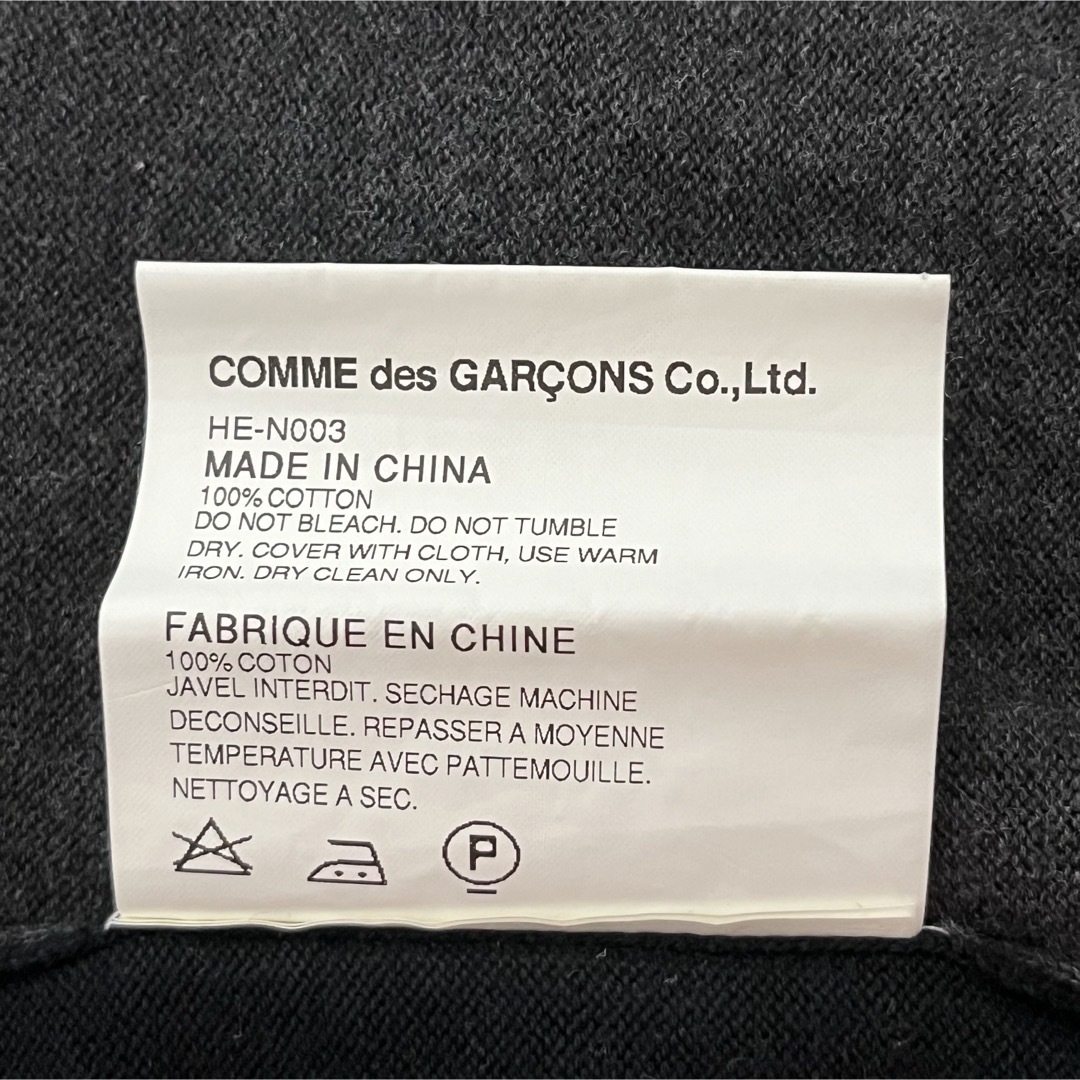 COMME des GARÇONS Co.,Ltd.
HE-N003
MADE IN CHINA
100% COTTON
DO NOT BLEACH. DO NOT TUMBLE
DRY. COVER WITH CLOTH, USE WARM
IRON. DRY CLEAN ONLY.
FABRIQUE EN CHINE
100% COTON
JAVEL INTERDIT. SECHAGE MACHINE
DECONSEILLE. REPASSER A MOYENNE
TEMPERATURE AVEC PATTEMOUILLE.
NETTOYAGE A SEC.
P